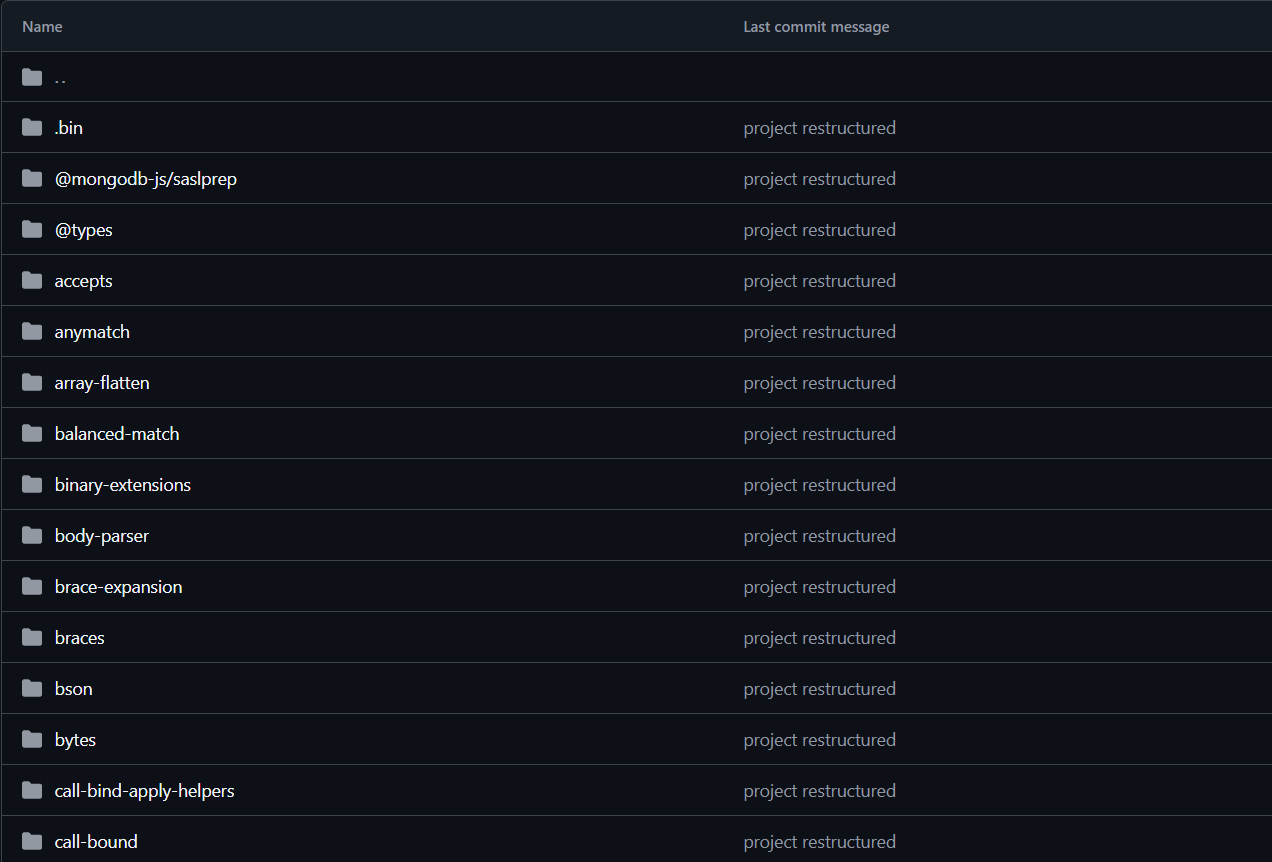 Name Last commit message
..
.bin project restructured
@mongodb-js/saslprep project restructured
@types project restructured
accepts project restructured
anymatch project restructured
array-flatten project restructured
balanced-match project restructured
binary-extensions project restructured
body-parser project restructured
brace-expansion project restructured
braces project restructured
bson project restructured
bytes project restructured
call-bind-apply-helpers project restructured
call-bound project restructured